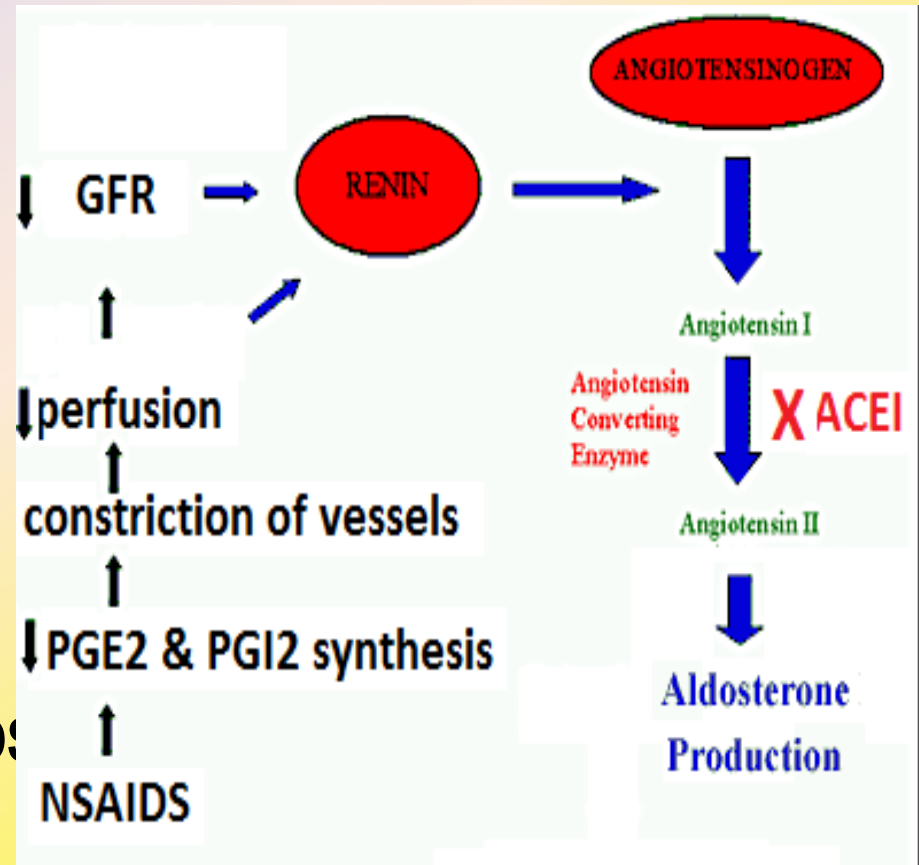 ANGIOTENSINOGEN
↓ GFR
RENIN
Angiotensin I
↓perfusion
Angiotensin
Converting
Enzyme
X ACEI
constriction of vessels
Angiotensin II
↓PGE2 & PGI2 synthesis
Aldosterone
Production
NSAIDS